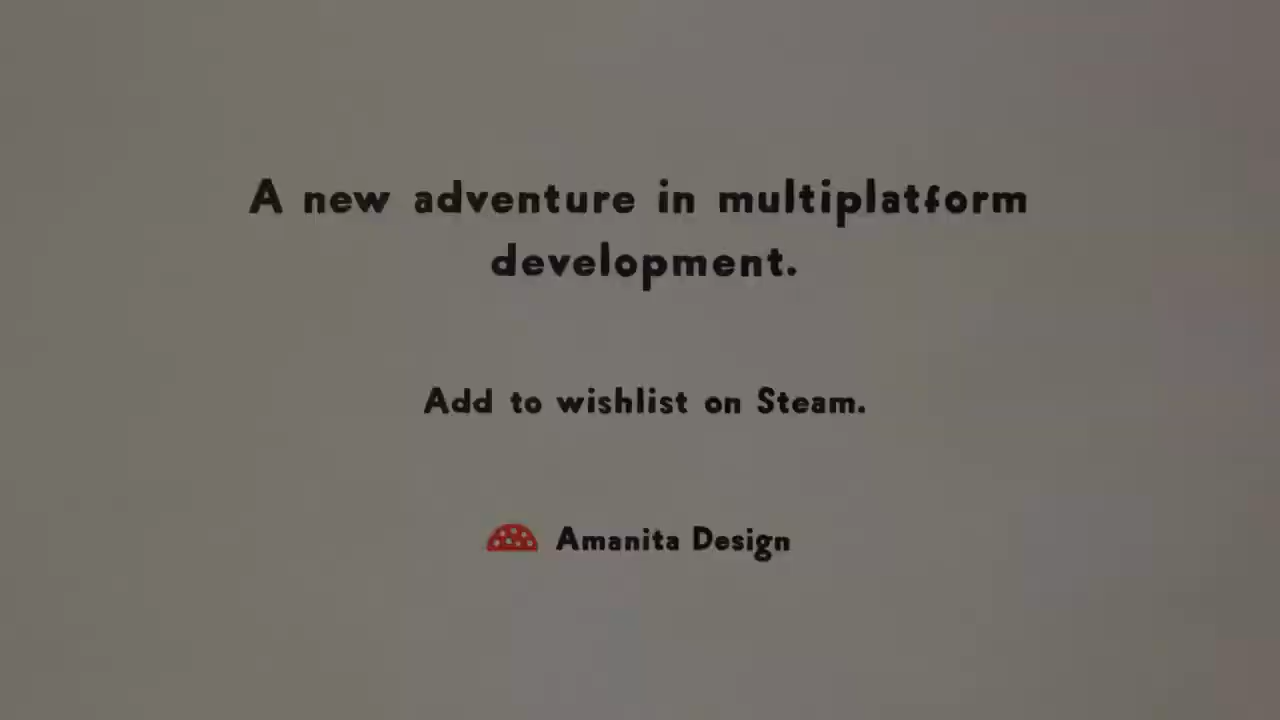 A new adventure in multiplatform
development.
Add to wishlist on Steam.
Amanita Design